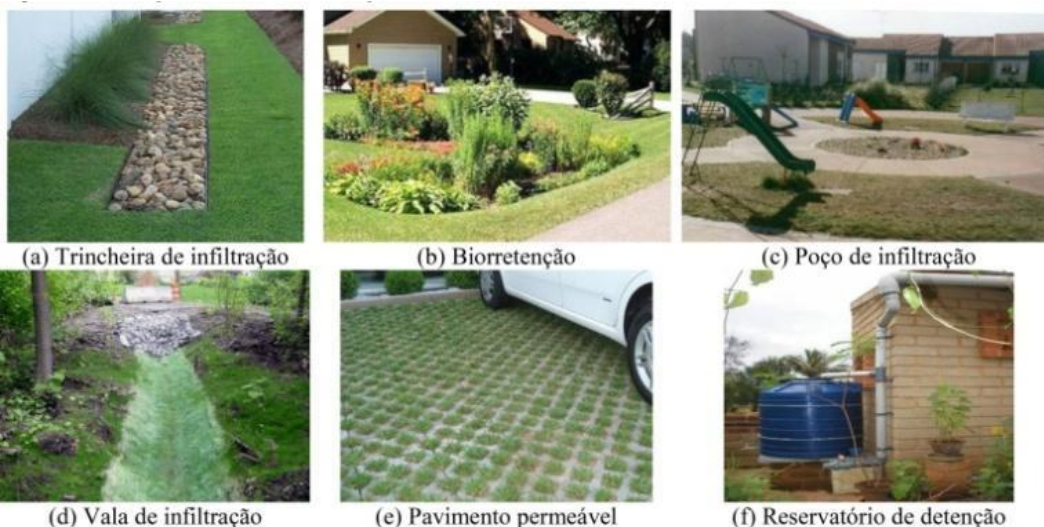 (a) Trincheira de infiltração
(b) Biorretenção
(c) Poço de infiltração
(d) Vala de infiltração
(e) Pavimento permeável
(f) Reservatório de detenção